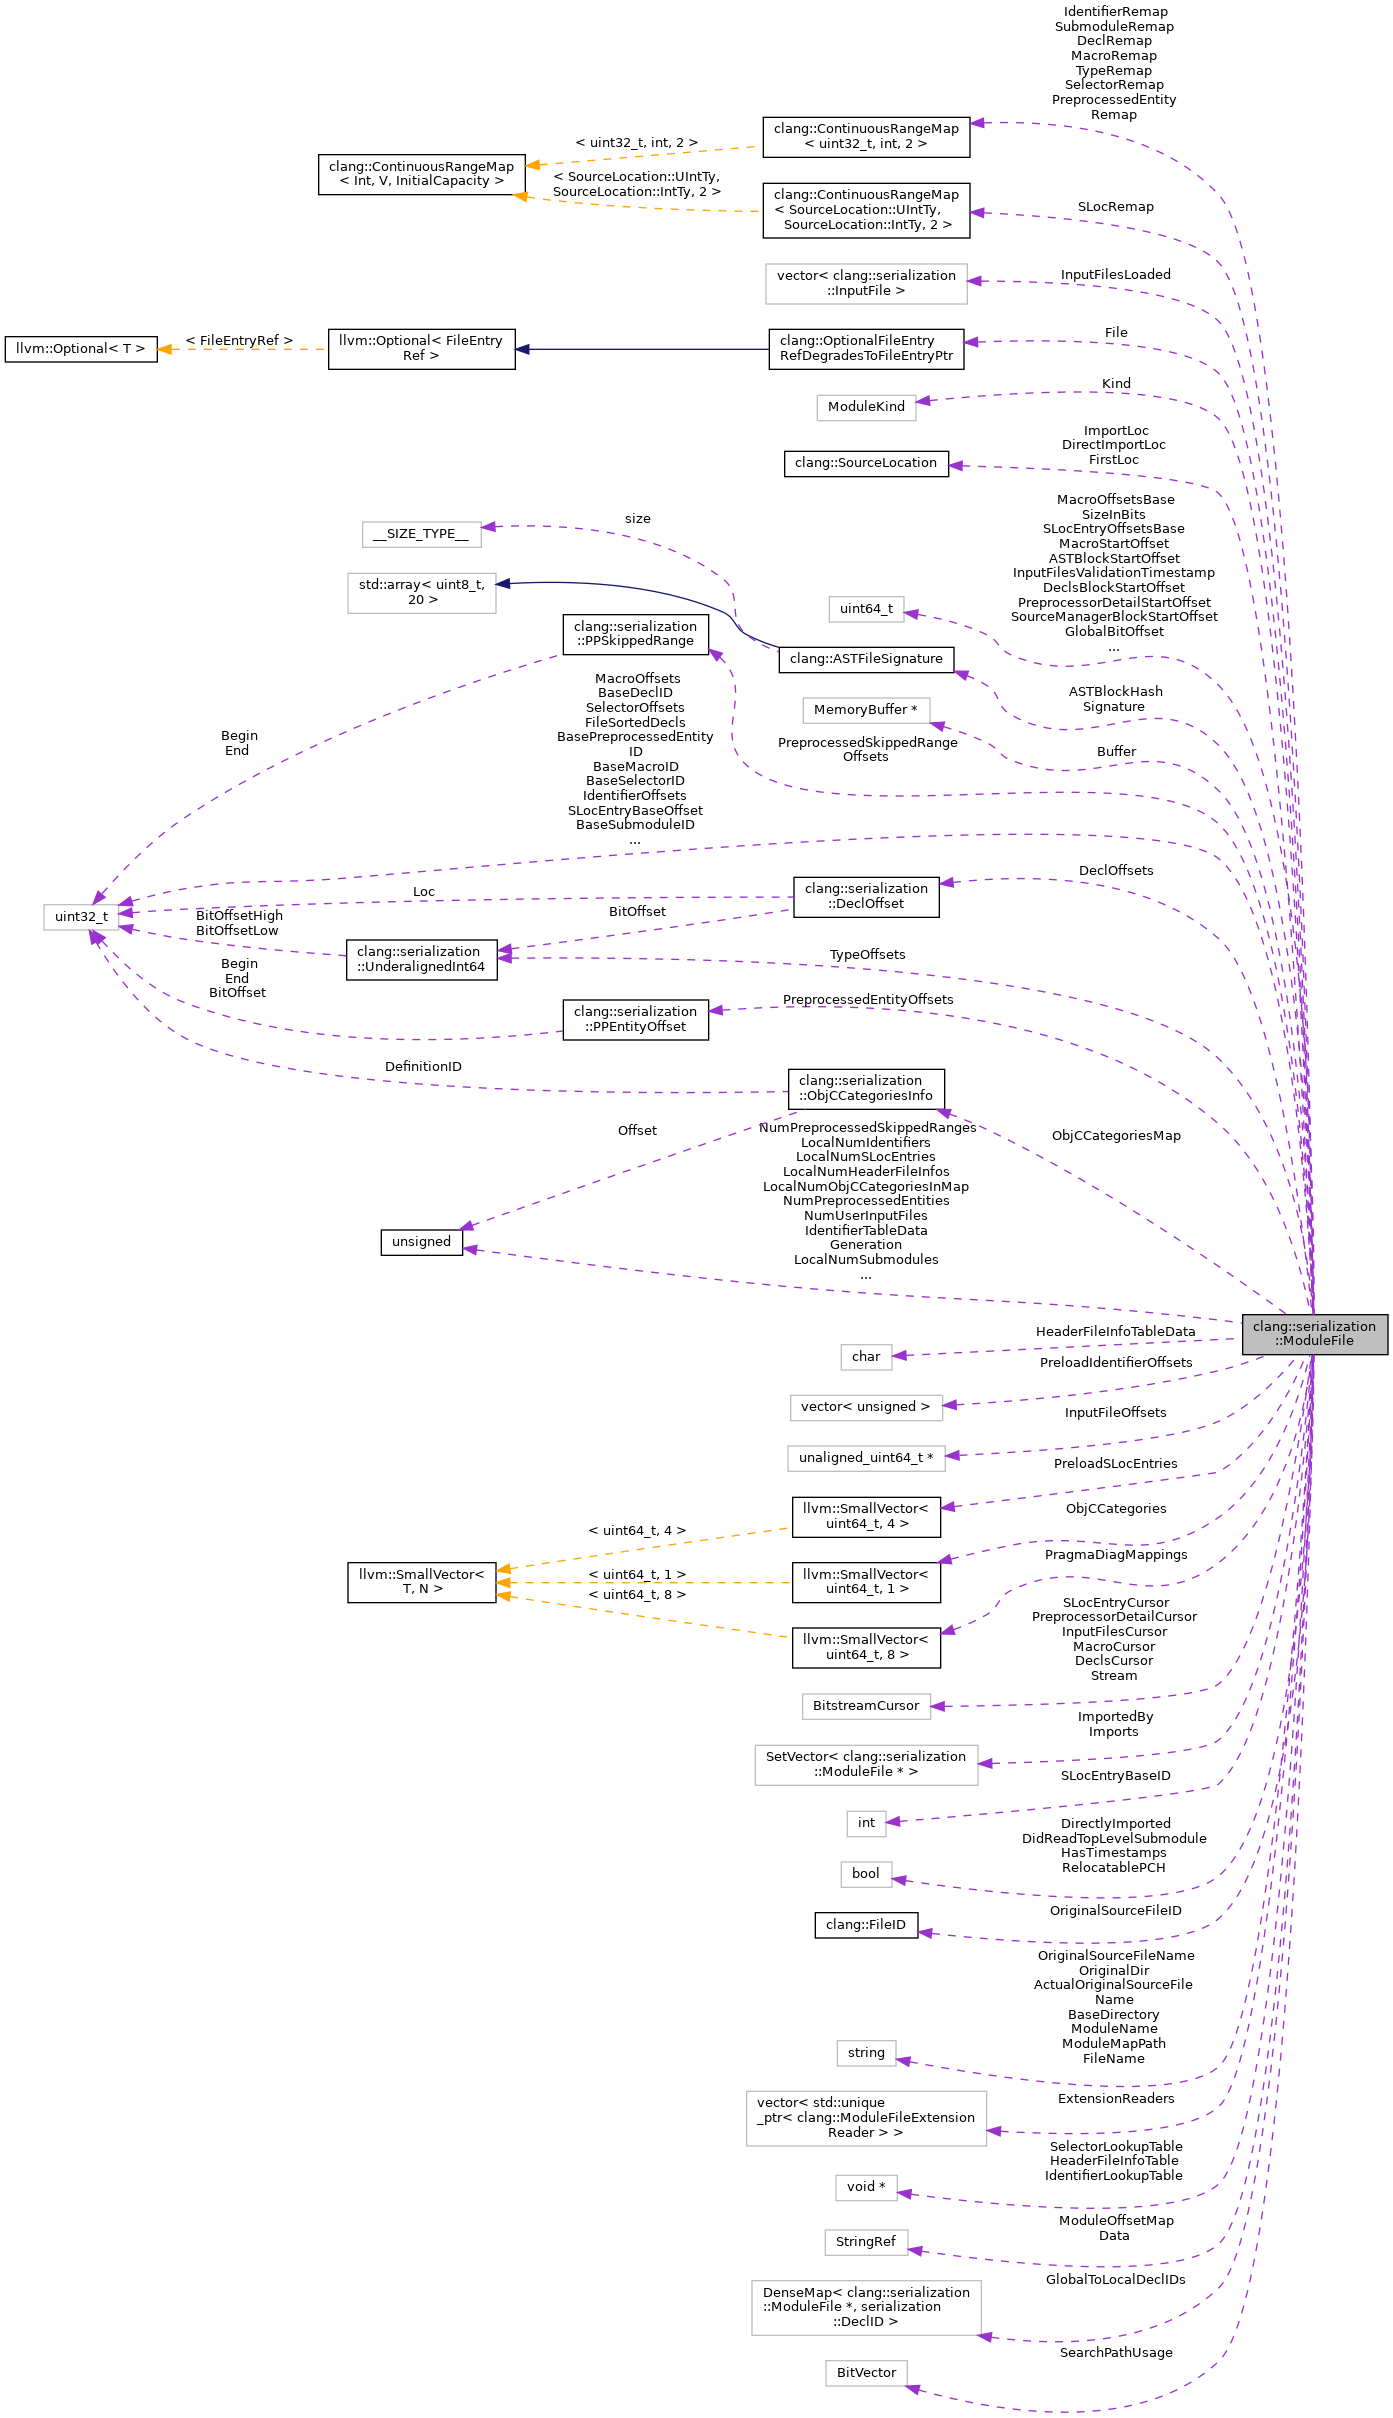 IdentifierRemap
SubmoduleRemap
DeclRemap
MacroRemap
TypeRemap
SelectorRemap
PreprocessedEntity
Remap
clang::ContinuousRangeMap
< uint32_t, int, 2 >
< uint32_t, int, 2 >
clang::ContinuousRangeMap
< Int, V, InitialCapacity >
< SourceLocation::UIntTy,
SourceLocation::IntTy, 2 >
clang::ContinuousRangeMap
< SourceLocation::UIntTy,
SourceLocation::IntTy, 2 >
SLocRemap
vector< clang::serialization
::InputFile >
InputFilesLoaded
llvm::Optional< T >
< FileEntryRef >
llvm::Optional< FileEntry
Ref >
clang::OptionalFileEntry
RefDegradesToFileEntryPtr
File
ModuleKind
Kind
clang::SourceLocation
ImportLoc
DirectImportLoc
FirstLoc
__SIZE_TYPE__
size
std::array< uint8_t,
20 >
clang::serialization
::PPSkippedRange
clang::ASTFileSignature
uint64_t
MacroOffsetsBase
SizeInBits
SLocEntryOffsetsBase
MacroStartOffset
ASTBlockStartOffset
InputFilesValidationTimestamp
DeclsBlockStartOffset
PreprocessorDetailStartOffset
SourceManagerBlockStartOffset
GlobalBitOffset
...
ASTBlockHash
Signature
MemoryBuffer *
Buffer
PreprocessedSkippedRange
Offsets
Begin
End
MacroOffsets
BaseDeclID
SelectorOffsets
FileSortedDecls
BasePreprocessedEntity
ID
BaseMacroID
BaseSelectorID
IdentifierOffsets
SLocEntryBaseOffset
BaseSubmoduleID
...
uint32_t
Loc
clang::serialization
::DeclOffset
DeclOffsets
BitOffset
BitOffsetHigh
BitOffsetLow
clang::serialization
::UnderalignedInt64
TypeOffsets
Begin
End
BitOffset
clang::serialization
::PPEntityOffset
PreprocessedEntityOffsets
DefinitionID
clang::serialization
::ObjCCategoriesInfo
ObjCCategoriesMap
Offset
unsigned
NumPreprocessedSkippedRanges
LocalNumIdentifiers
LocalNumSLocEntries
LocalNumHeaderFileInfos
LocalNumObjCCategoriesInMap
NumPreprocessedEntities
NumUserInputFiles
IdentifierTableData
Generation
LocalNumSubmodules
...
clang::serialization
::ModuleFile
char
HeaderFileInfoTableData
vector< unsigned >
PreloadIdentifierOffsets
unaligned_uint64_t *
InputFileOffsets
llvm::SmallVector<
uint64_t, 4 >
PreloadSLocEntries
< uint64_t, 4 >
llvm::SmallVector<
T, N >
< uint64_t, 1 >
< uint64_t, 8 >
llvm::SmallVector<
uint64_t, 1 >
ObjCCategories
llvm::SmallVector<
uint64_t, 8 >
PragmaDiagMappings
SLocEntryCursor
PreprocessorDetailCursor
InputFilesCursor
MacroCursor
DeclsCursor
Stream
BitstreamCursor
SetVector< clang::serialization
::ModuleFile * >
ImportedBy
Imports
int
SLocEntryBaseID
bool
DirectlyImported
DidReadTopLevelSubmodule
HasTimestamps
RelocatablePCH
clang::FileID
OriginalSourceFileID
string
OriginalSourceFileName
OriginalDir
ActualOriginalSourceFile
Name
BaseDirectory
ModuleName
ModuleMapPath
FileName
vector< std::unique
_ptr< clang::ModuleFileExtension
Reader > >
ExtensionReaders
void *
SelectorLookupTable
HeaderFileInfoTable
IdentifierLookupTable
StringRef
ModuleOffsetMap
Data
DenseMap< clang::serialization
::ModuleFile *, serialization
::DeclID >
GlobalToLocalDeclIDs
BitVector
SearchPathUsage